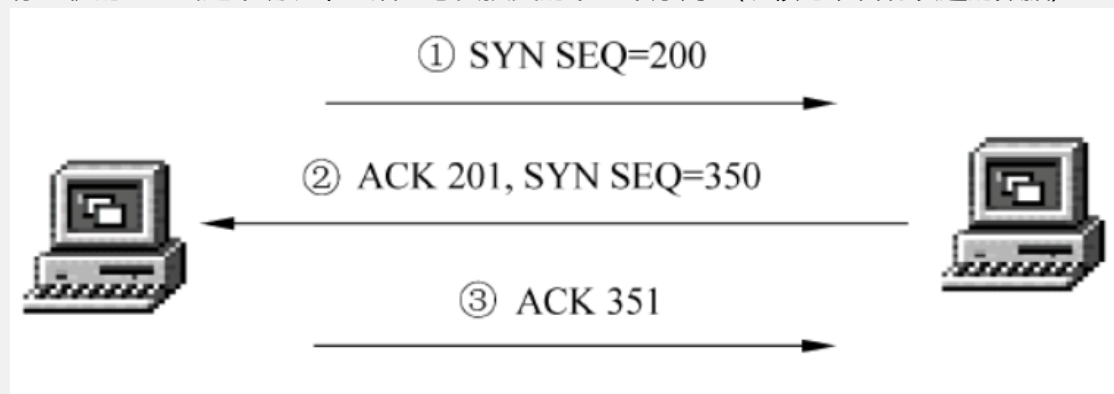 ① SYN SEQ=200
② ACK 201, SYN SEQ=350
③ ACK 351